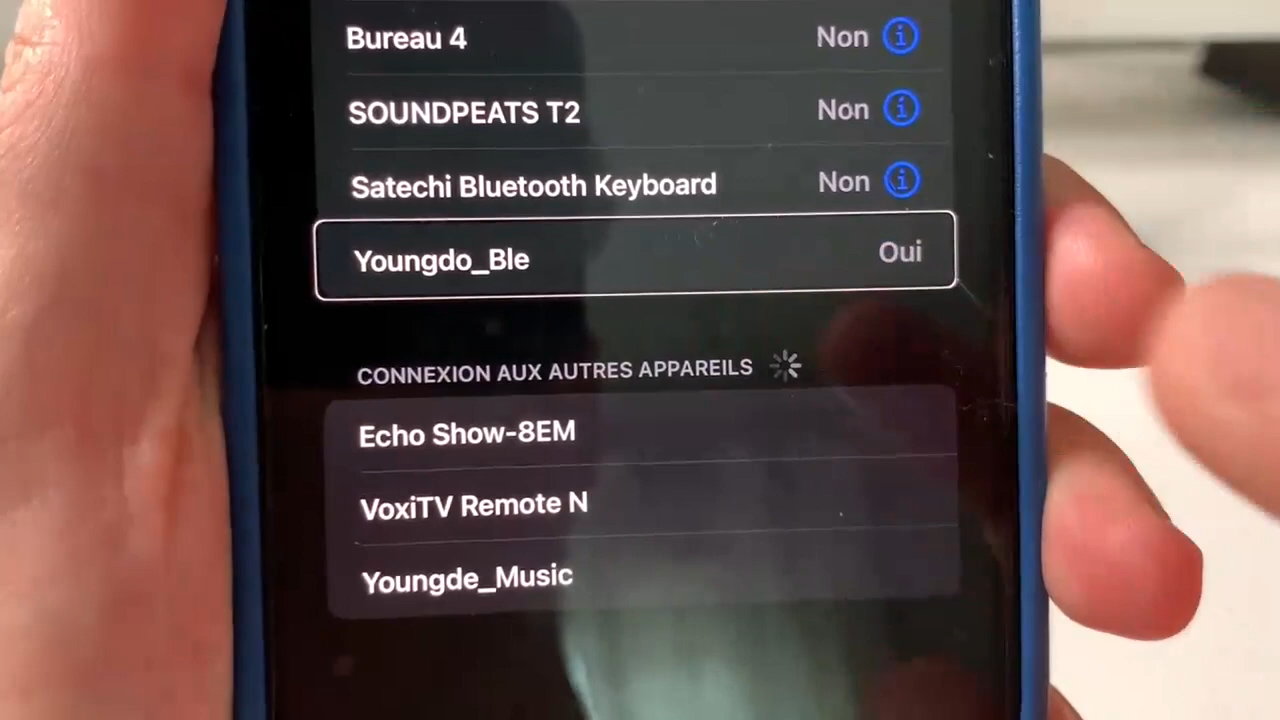 Bureau 4 Non
SOUNDPEATS T2 Non
Satechi Bluetooth Keyboard Non
Youngdo_Ble Oui
CONNEXION AUX AUTRES APPAREILS
Echo Show-8EM
VoxiTV Remote N
Youngde_Music